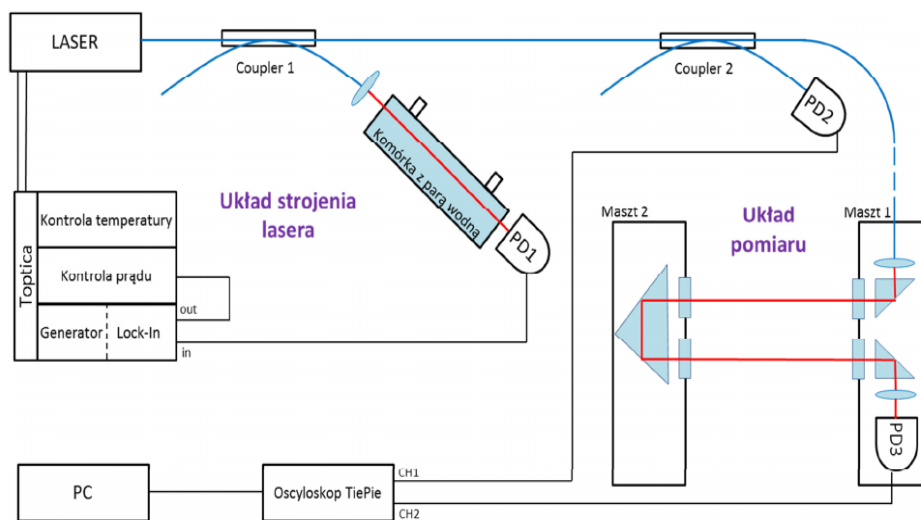 LASER
Coupler 1
Coupler 2
PD2
Komórka z parą wodną
PD1
Układ strojenia
lasera
Toptica
Kontrola temperatury
Kontrola prądu
out
Generator
Lock-In
in
Maszt 2
Układ
pomiaru
Maszt 1
PD3
PC
Oscyloskop TiePie
CH1
CH2